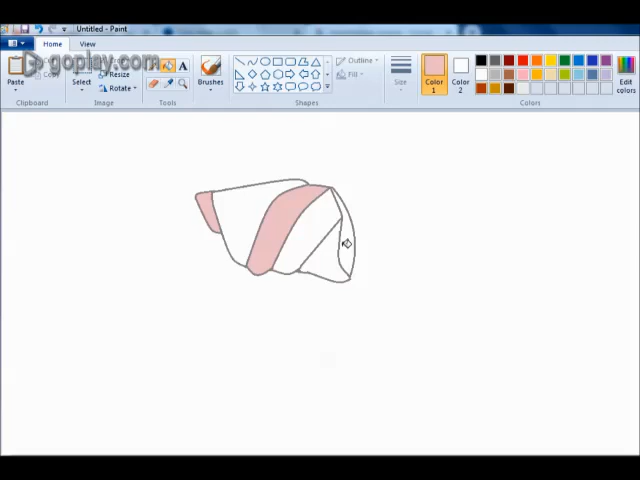 Untitled - Paint
Home View
goplay.com
Paste Copy Select Resize Rotate A Brushes Outline Fill Size Color 1 Color 2 Edit colors
Clipboard Image Tools Shapes Colors